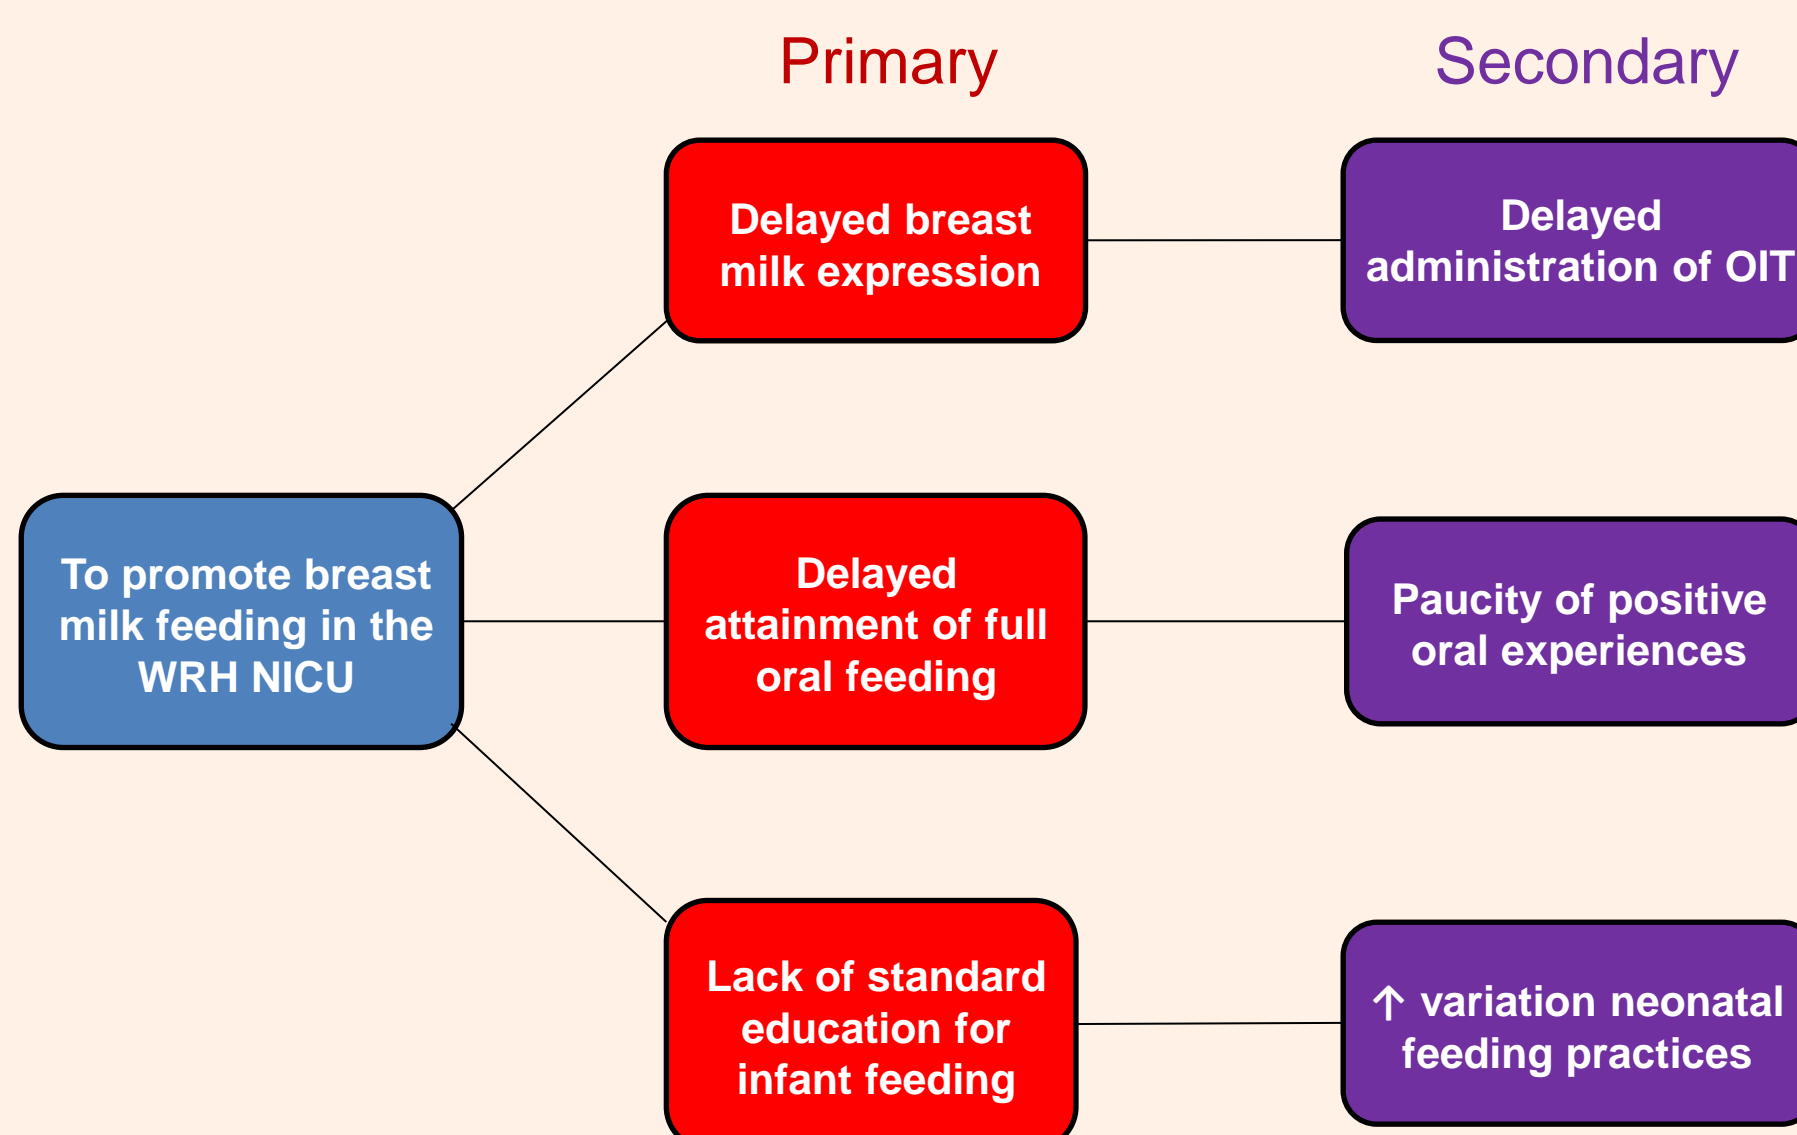 Primary
Secondary
Delayed breast
milk expression
Delayed
administration of OIT
To promote breast
milk feeding in the
WRH NICU
Delayed
attainment of full
oral feeding
Paucity of positive
oral experiences
Lack of standard
education for
infant feeding
↑ variation neonatal
feeding practices